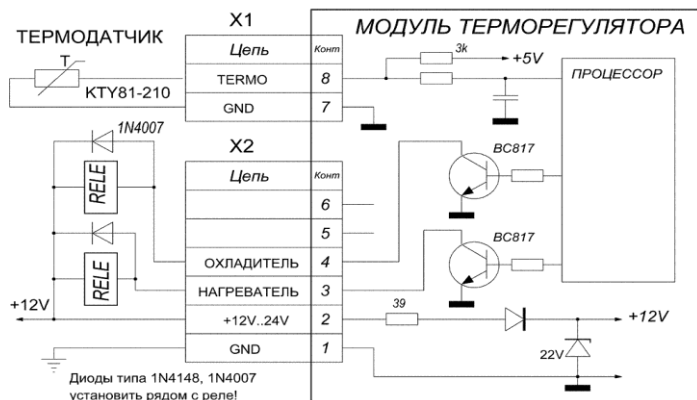 X1
МОДУЛЬ ТЕРМОРЕГУЛЯТОРА
ТЕРМОДАТЧИК
Цепь
Конт
3k
+5V
T
KTY81-210
TERMO
8
GND
7
ПРОЦЕССОР
1N4007
X2
Цепь
Конт
BC817
RELE
6
5
ОХЛАДИТЕЛЬ
4
BC817
RELE
НАГРЕВАТЕЛЬ
3
+12V
+12V..24V
2
39
+12V
GND
1
22V
Диоды типа 1N4148, 1N4007
установить рядом с реле!